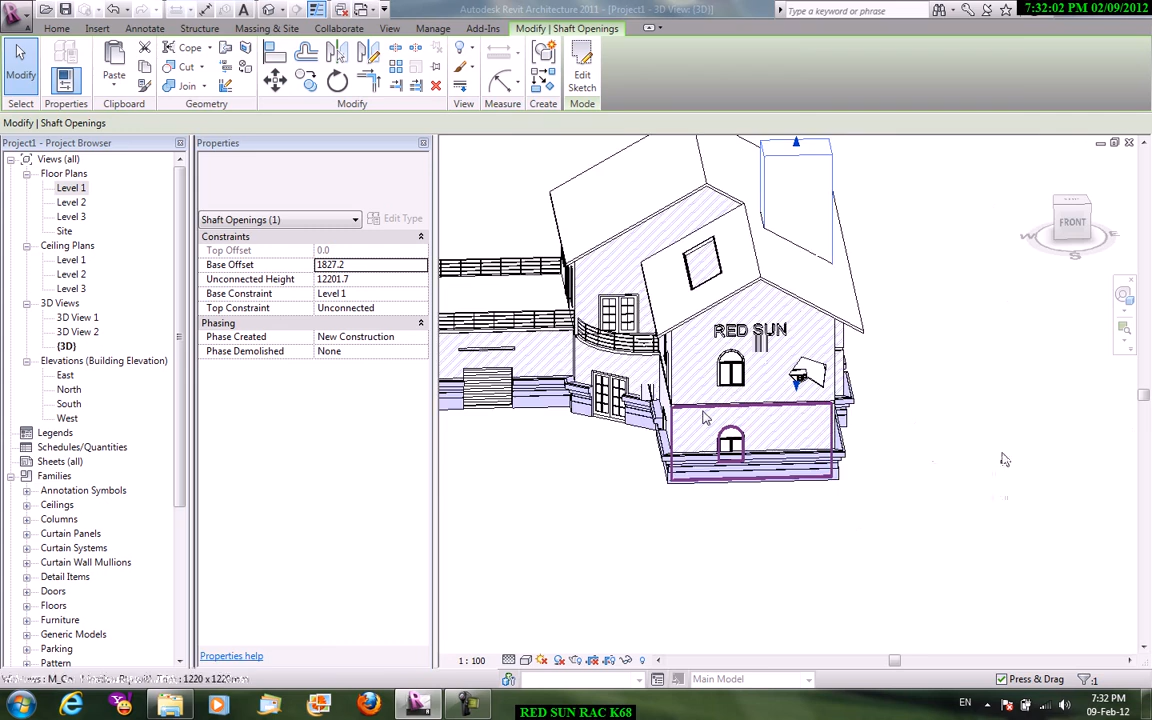 Autodesk Revit Architecture 2011 - [Project1 - 3D View: {3D}]
Type a keyword or phrase
7:32:02 PM 02/09/2012
Home Insert Annotate Structure Massing & Site Collaborate View Manage Add-Ins Modify | Shaft Openings
Modify Paste Cope Cut Join Edit Sketch
Select Properties Clipboard Geometry Modify View Measure Create Mode
Modify | Shaft Openings
Project1 - Project Browser
Views (all)
Floor Plans
Level 1
Level 2
Level 3
Site
Ceiling Plans
Level 1
Level 2
Level 3
3D Views
3D View 1
3D View 2
{3D}
Elevations (Building Elevation)
East
North
South
West
Legends
Schedules/Quantities
Sheets (all)
Families
Annotation Symbols
Ceilings
Columns
Curtain Panels
Curtain Systems
Curtain Wall Mullions
Detail Items
Doors
Floors
Furniture
Generic Models
Parking
Pattern
Properties
Shaft Openings (1)
Edit Type
Constraints
Top Offset 0.0
Base Offset 1827.2
Unconnected Height 12201.7
Base Constraint Level 1
Top Constraint Unconnected
Phasing
Phase Created New Construction
Phase Demolished None
Properties help
FRONT
W
E
S
RED SUN
1 : 100
1220 x 1220mm
Main Model
Press & Drag
:1
EN
7:32 PM
09-Feb-12
RED SUN RAC K68